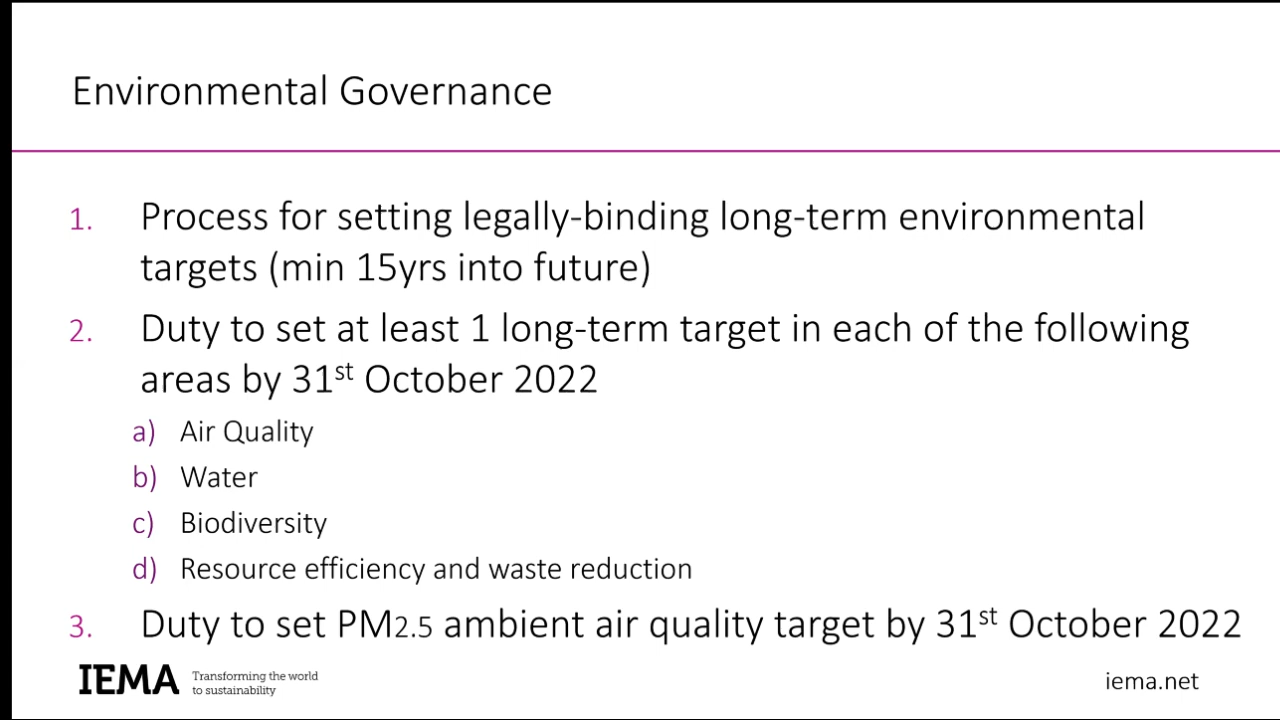 Environmental Governance
1. Process for setting legally-binding long-term environmental
targets (min 15yrs into future)
2. Duty to set at least 1 long-term target in each of the following
areas by 31st October 2022
a) Air Quality
b) Water
c) Biodiversity
d) Resource efficiency and waste reduction
3. Duty to set PM2.5 ambient air quality target by 31st October 2022
IEMA Transforming the world
to sustainability
iema.net